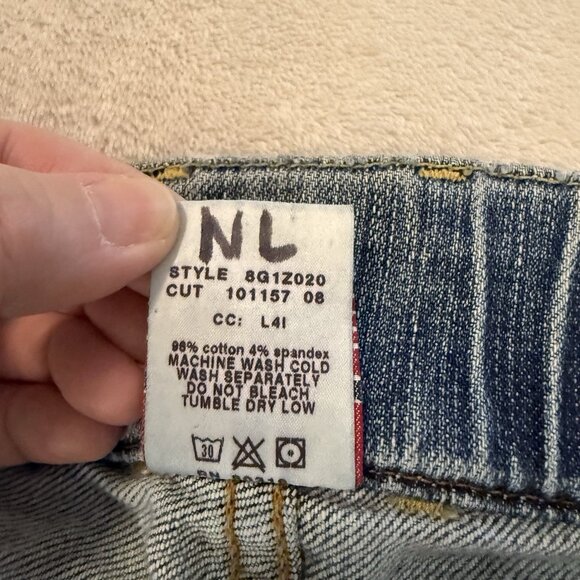 NL
STYLE 8G1Z020
CUT 101157 08
CC: L4I
96% cotton 4% spandex
MACHINE WASH COLD
WASH SEPARATELY
DO NOT BLEACH
TUMBLE DRY LOW
30
RN